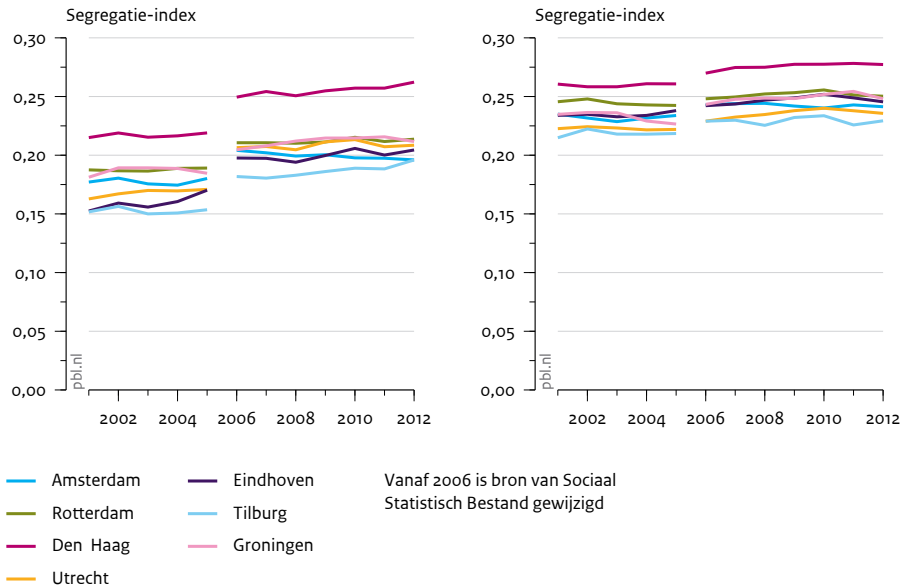 Segregatie-index
0,30
0,25
0,20
0,15
0,10
0,05
0,00
pbl.nl
2002 2004 2006 2008 2010 2012
Segregatie-index
0,30
0,25
0,20
0,15
0,10
0,05
0,00
pbl.nl
2002 2004 2006 2008 2010 2012
Amsterdam
Rotterdam
Den Haag
Utrecht
Eindhoven
Tilburg
Groningen
Vanaf 2006 is bron van Sociaal
Statistisch Bestand gewijzigd